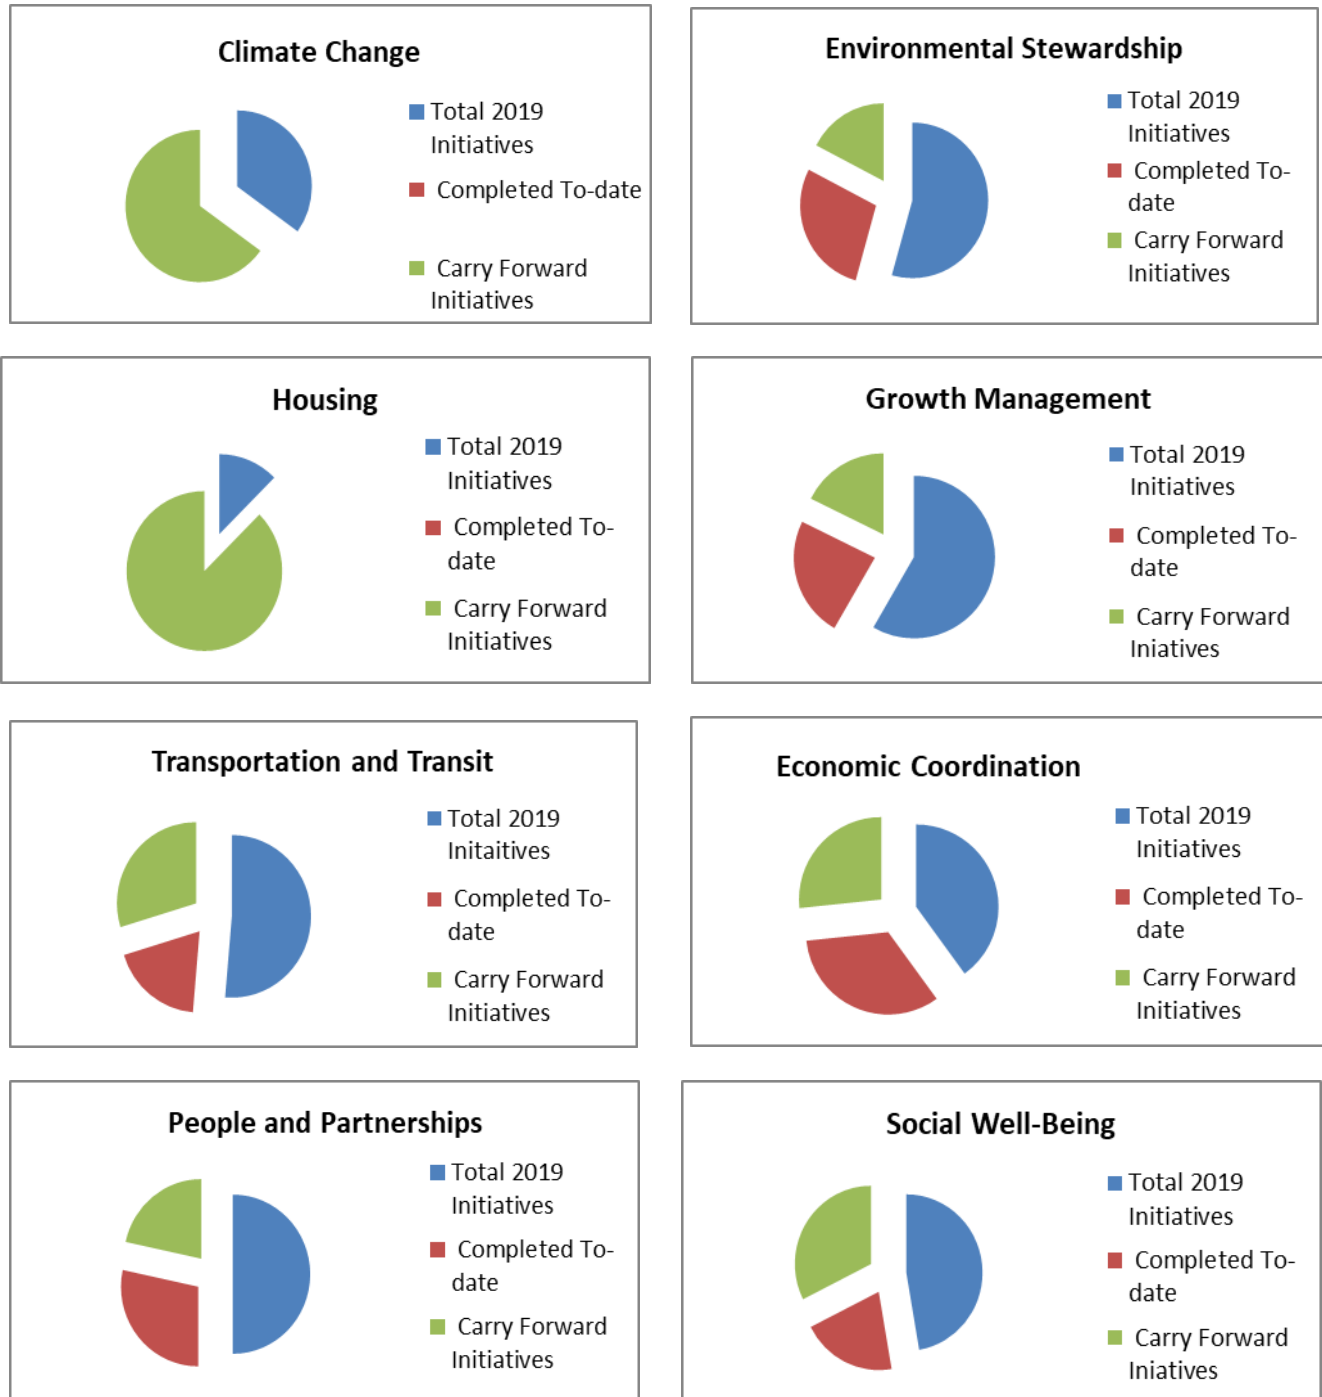 Climate Change
Total 2019
Initiatives
Completed To-date
Carry Forward
Initiatives
Environmental Stewardship
Total 2019
Initiatives
Completed To-
date
Carry Forward
Initiatives
Housing
Total 2019
Initiatives
Completed To-
date
Carry Forward
Initiatives
Growth Management
Total 2019
Initiatives
Completed To-
date
Carry Forward
Iniatives
Transportation and Transit
Total 2019
Initaitives
Completed To-
date
Carry Forward
Initiatives
Economic Coordination
Total 2019
Initiatives
Completed To-
date
Carry Forward
Initiatives
People and Partnerships
Total 2019
Initiatives
Completed To-
date
Carry Forward
Initiatives
Social Well-Being
Total 2019
Initiatives
Completed To-
date
Carry Forward
Iniatives